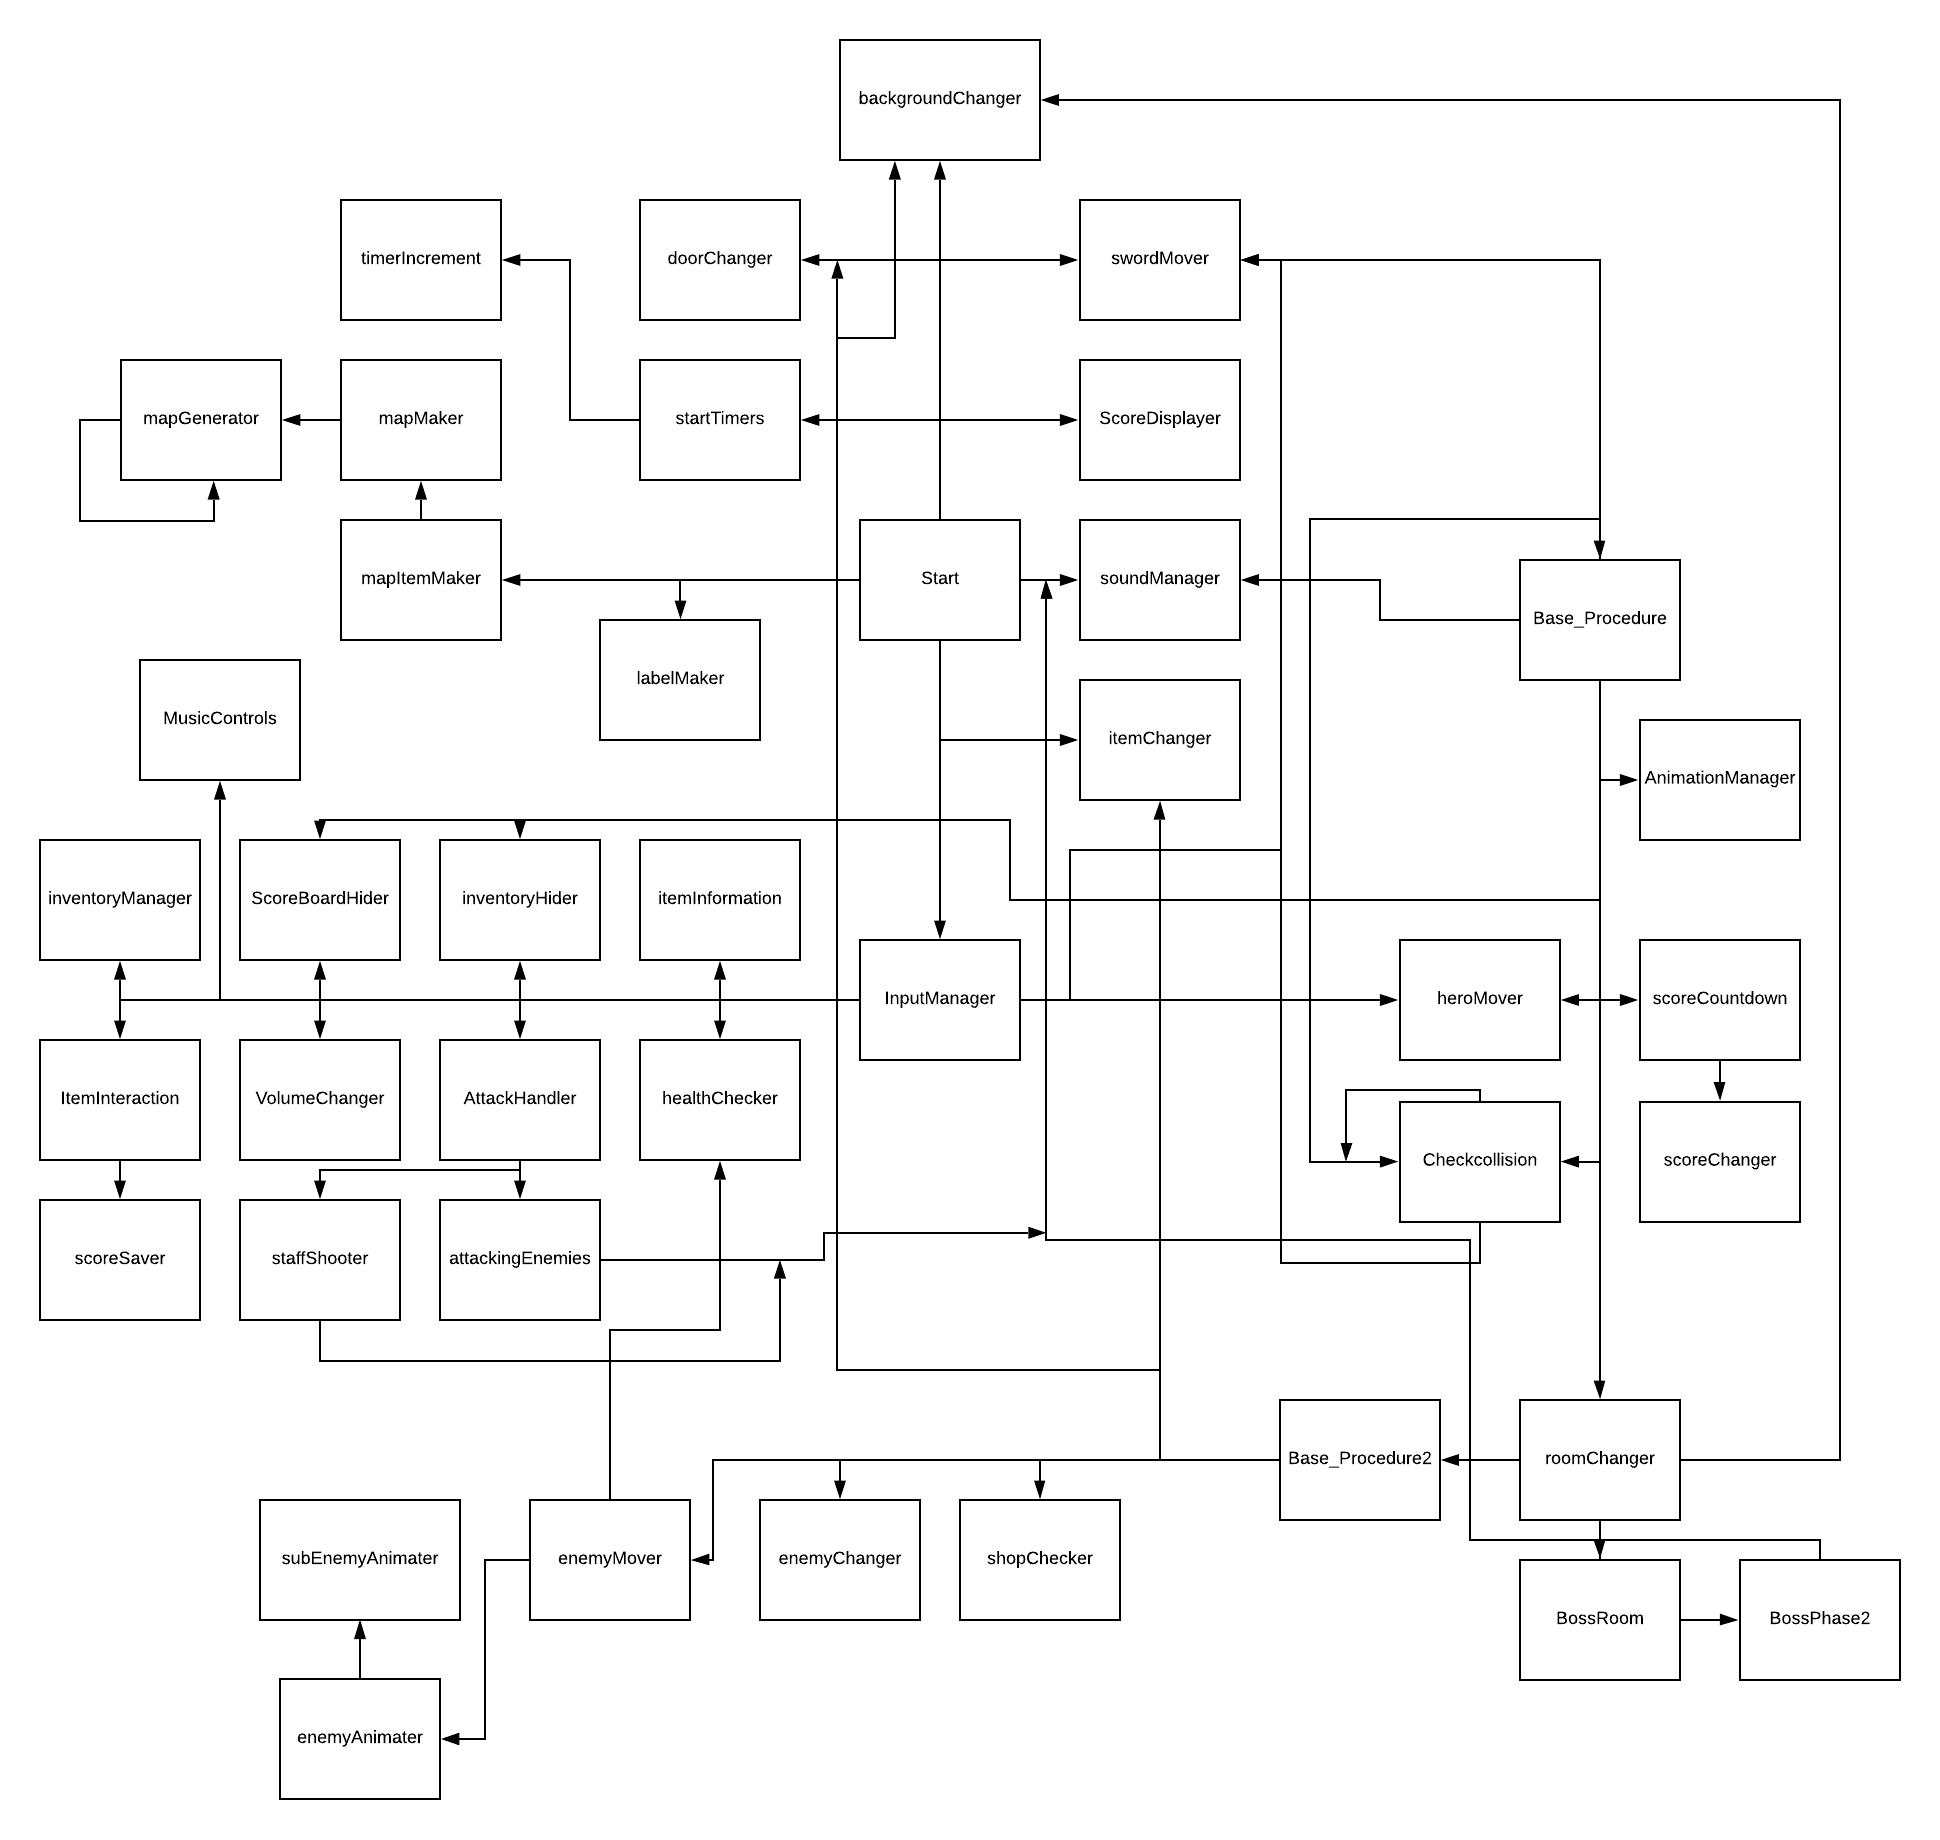 backgroundChanger
timerIncrement
doorChanger
swordMover
mapGenerator
mapMaker
startTimers
ScoreDisplayer
mapItemMaker
Start
soundManager
Base_Procedure
labelMaker
MusicControls
itemChanger
AnimationManager
inventoryManager
ScoreBoardHider
inventoryHider
itemInformation
InputManager
heroMover
scoreCountdown
ItemInteraction
VolumeChanger
AttackHandler
healthChecker
Checkcollision
scoreChanger
scoreSaver
staffShooter
attackingEnemies
Base_Procedure2
roomChanger
subEnemyAnimater
enemyMover
enemyChanger
shopChecker
BossRoom
BossPhase2
enemyAnimater